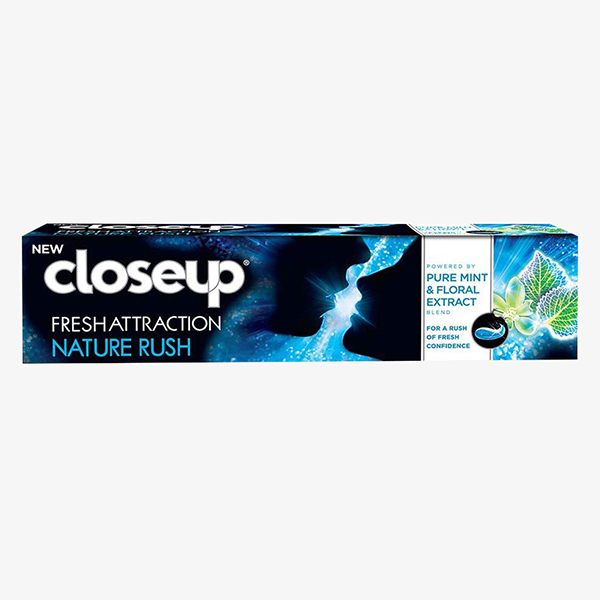 NEW
closeup®
FRESH ATTRACTION
NATURE RUSH
POWERED BY
PURE MINT
& FLORAL
EXTRACT
BLEND
FOR A RUSH
OF FRESH
CONFIDENCE